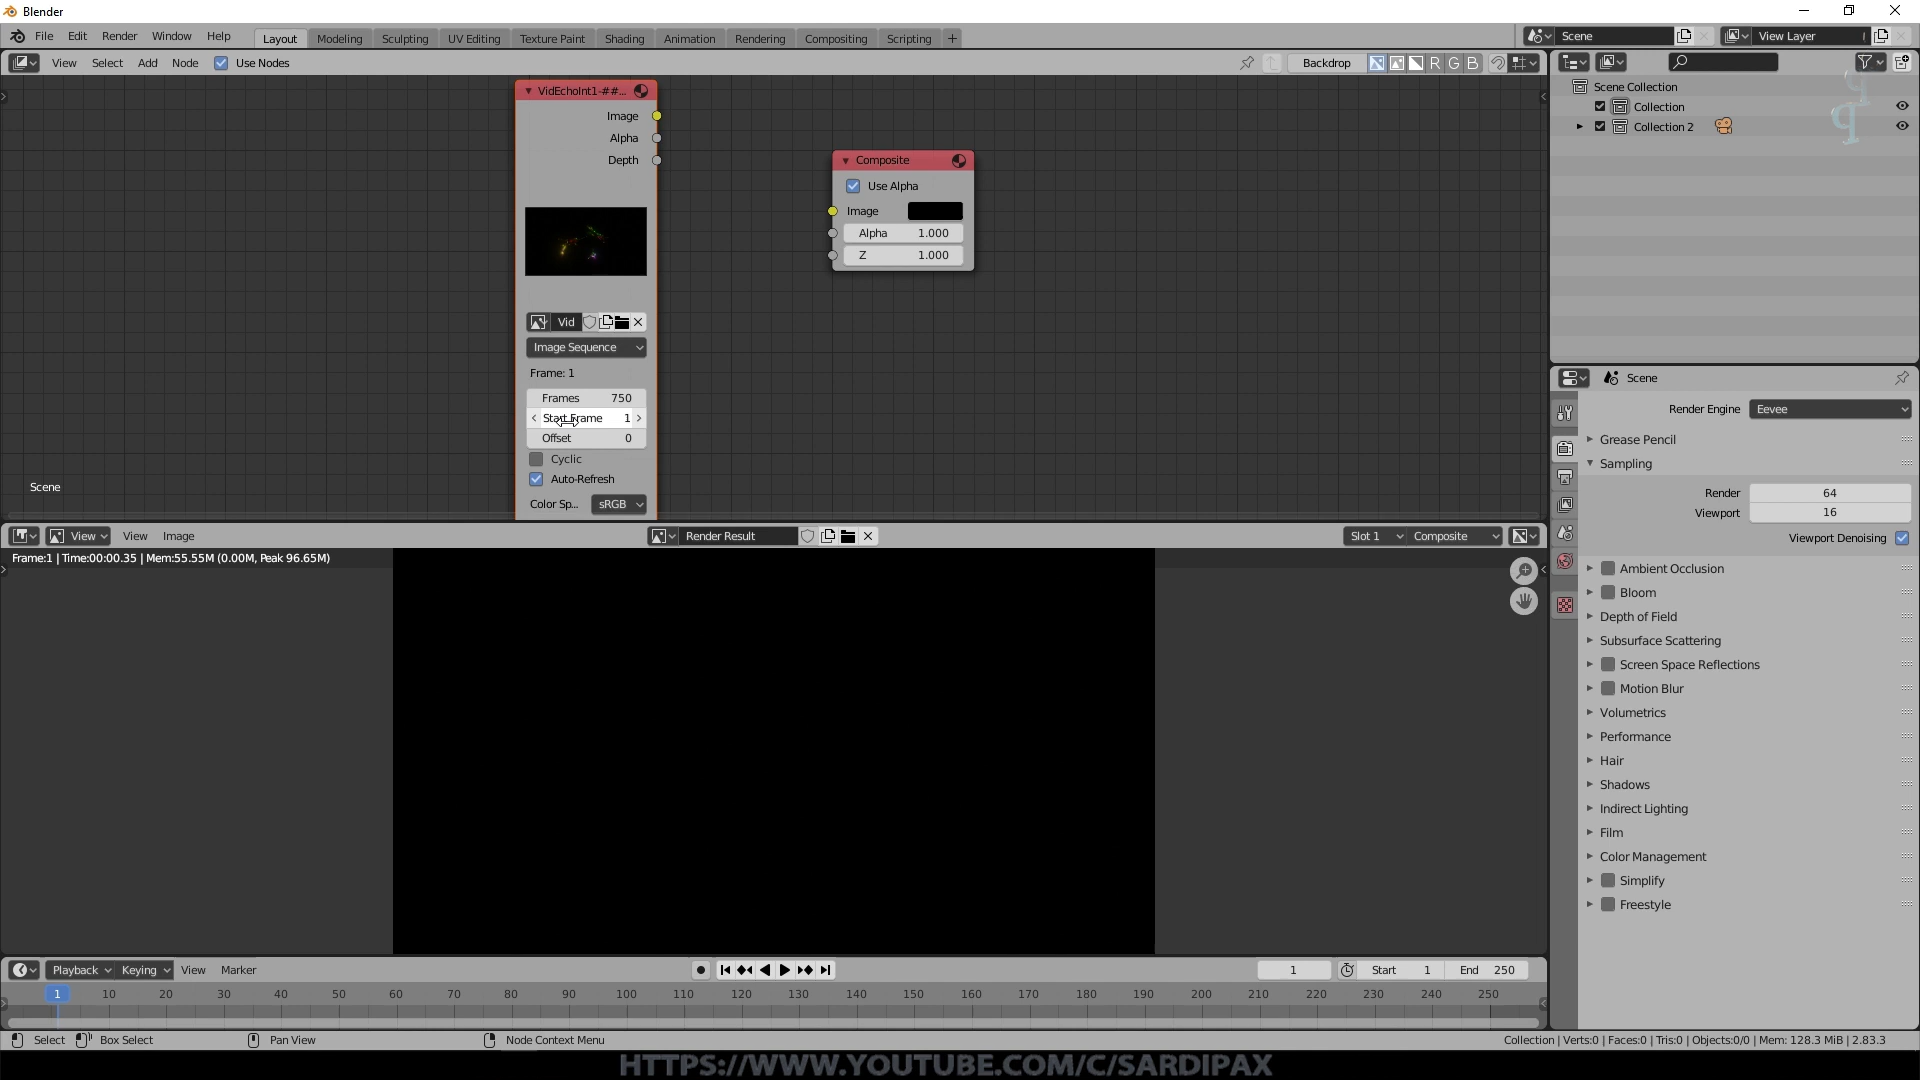 Blender
File Edit Render Window Help Layout Modeling Sculpting UV Editing Texture Paint Shading Animation Rendering Compositing Scripting + Scene View Layer
View Select Add Node Use Nodes Backdrop R G B
VidEchoInt1-##...
Image
Alpha
Depth
Vid
Image Sequence
Frame: 1
Frames 750
Start Frame 1
Offset 0
Cyclic
Auto-Refresh
Color Sp... sRGB
Composite
Use Alpha
Image
Alpha 1.000
Z 1.000
Scene
Scene Collection
Collection
Collection 2
Scene
Render Engine Eevee
Grease Pencil
Sampling
Render 64
Viewport 16
Viewport Denoising
Ambient Occlusion
Bloom
Depth of Field
Subsurface Scattering
Screen Space Reflections
Motion Blur
Volumetrics
Performance
Hair
Shadows
Indirect Lighting
Film
Color Management
Simplify
Freestyle
View View Image Render Result Slot 1 Composite
Frame:1 | Time:00:00.35 | Mem:55.55M (0.00M, Peak 96.65M)
Playback Keying View Marker 1 Start 1 End 250
1 10 20 30 40 50 60 70 80 90 100 110 120 130 140 150 160 170 180 190 200 210 220 230 240 250
Select Box Select Pan View Node Context Menu Collection | Verts:0 | Faces:0 | Tris:0 | Objects:0/0 | Mem: 128.3 MiB | 2.83.3
HTTPS://WWW.YOUTUBE.COM/C/SARDIPAX